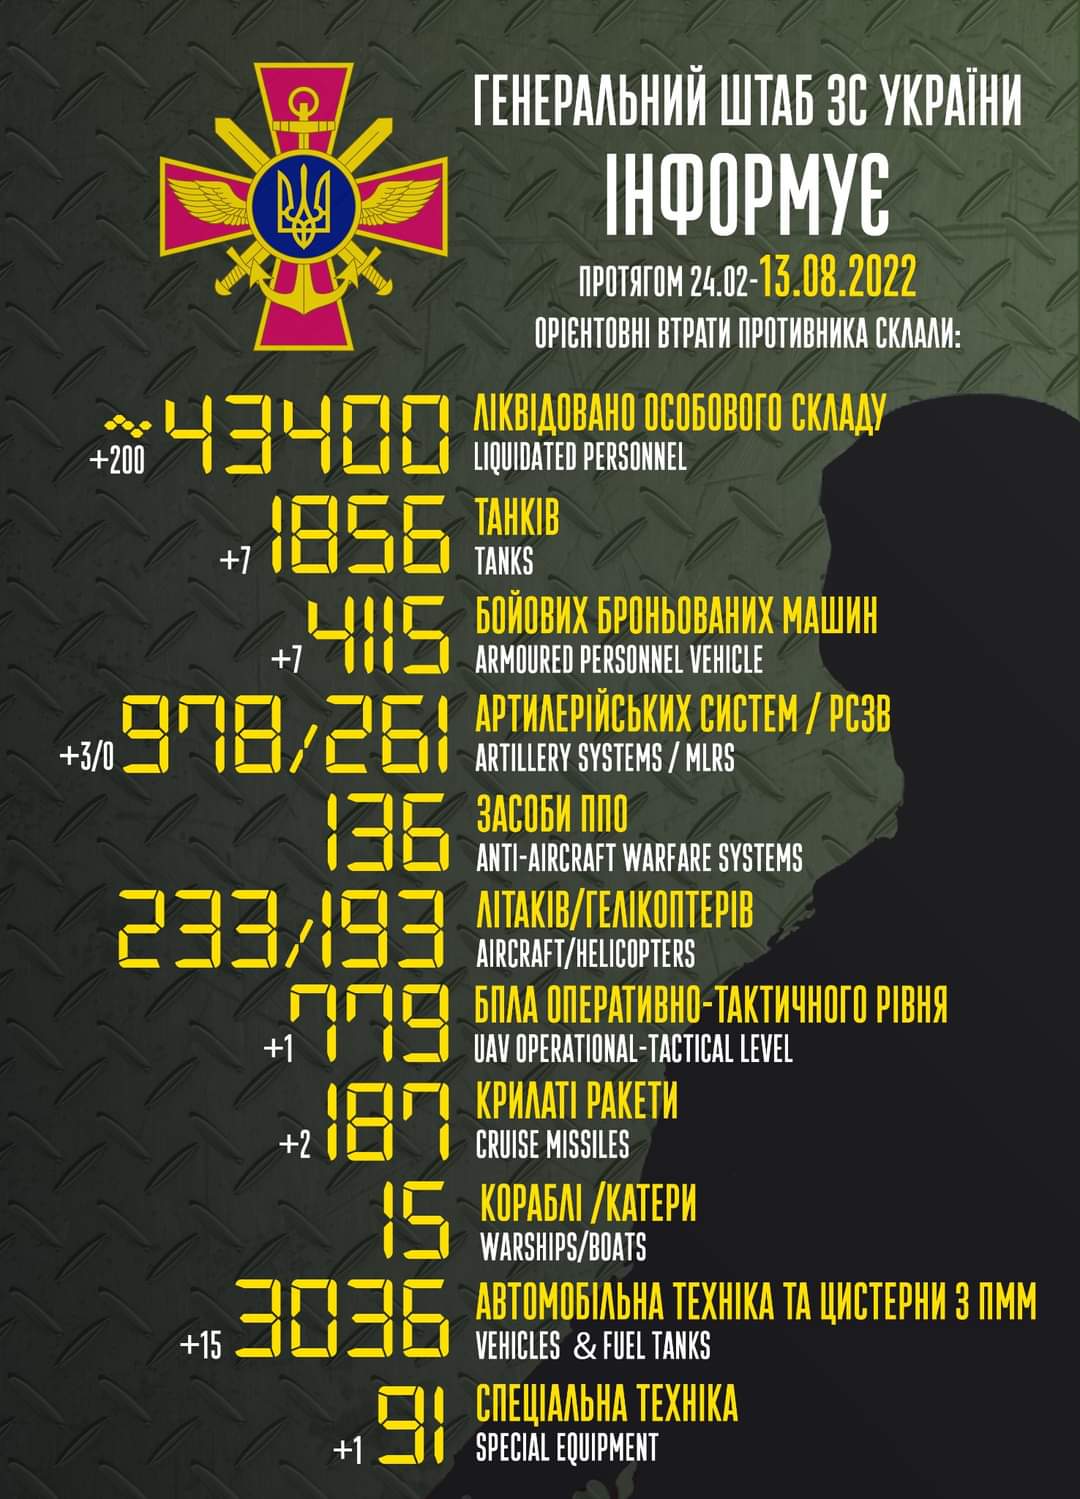 ГЕНЕРАЛЬНИЙ ШТАБ ЗС УКРАЇНИ
ІНФОРМУЄ
ПРОТЯГОМ 24.02-13.08.2022
ОРІЄНТОВНІ ВТРАТИ ПРОТИВНИКА СКЛАЛИ:
+200 ~43400 ЛІКВІДОВАНО ОСОБОВОГО СКЛАДУ
LIQUIDATED PERSONNEL
+7 1856 ТАНКІВ
TANKS
+7 4115 БОЙОВИХ БРОНЬОВАНИХ МАШИН
ARMOURED PERSONNEL VEHICLE
+3/0 978/261 АРТИЛЕРІЙСЬКИХ СИСТЕМ / РСЗВ
ARTILLERY SYSTEMS / MLRS
136 ЗАСОБИ ППО
ANTI-AIRCRAFT WARFARE SYSTEMS
233/193 ЛІТАКІВ/ГЕЛІКОПТЕРІВ
AIRCRAFT/HELICOPTERS
+1 779 БПЛА ОПЕРАТИВНО-ТАКТИЧНОГО РІВНЯ
UAV OPERATIONAL-TACTICAL LEVEL
+2 187 КРИЛАТІ РАКЕТИ
CRUISE MISSILES
15 КОРАБЛІ /КАТЕРИ
WARSHIPS/BOATS
+15 3036 АВТОМОБІЛЬНА ТЕХНІКА ТА ЦИСТЕРНИ З ПММ
VEHICLES & FUEL TANKS
+1 91 СПЕЦІАЛЬНА ТЕХНІКА
SPECIAL EQUIPMENT